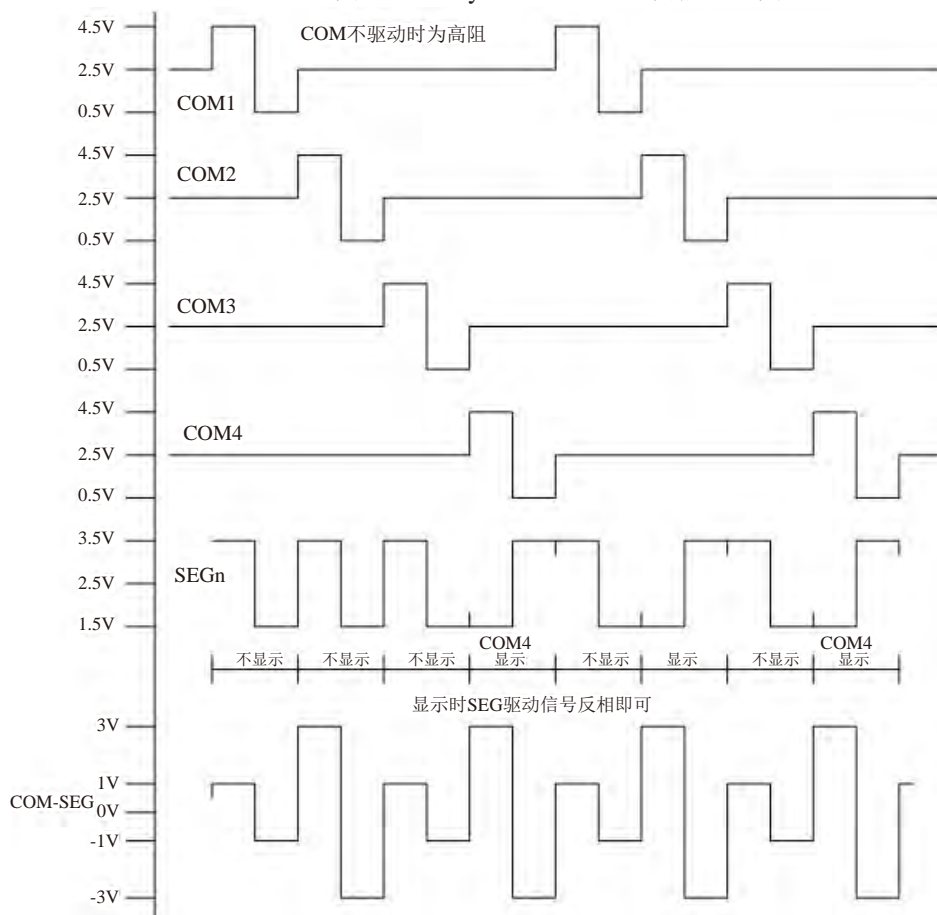 4.5V
COM不驱动时为高阻
2.5V
COM1
0.5V
4.5V
COM2
2.5V
0.5V
4.5V
COM3
2.5V
0.5V
4.5V
COM4
2.5V
0.5V
3.5V
SEGn
2.5V
1.5V
COM4 COM4
不显示 不显示 不显示 显示 不显示 显示 不显示 显示
显示时SEG驱动信号反相即可
3V
1V
COM-SEG
0V
-1V
-3V